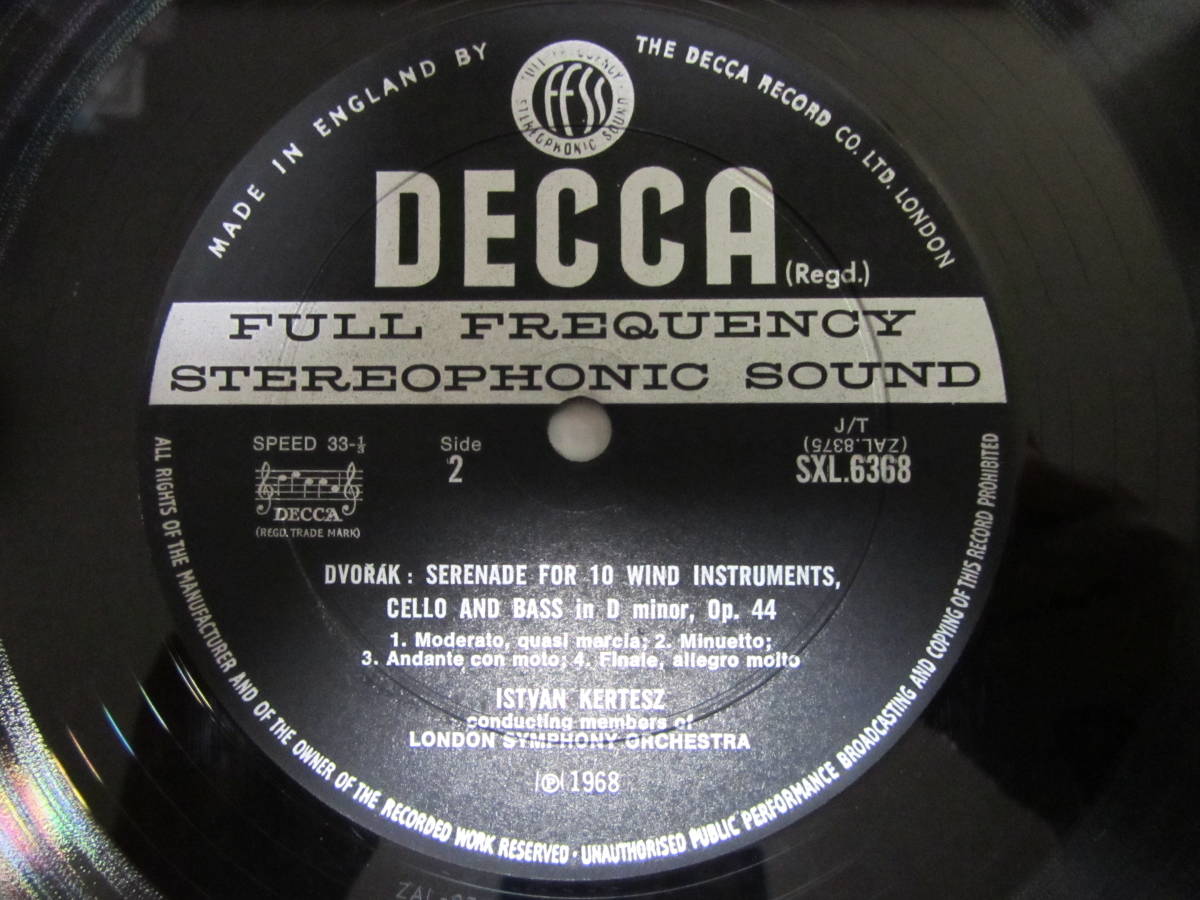 MADE IN ENGLAND BY THE DECCA RECORD CO. LTD. LONDON
FULL FREQUENCY
FFSS
STEREOPHONIC SOUND
DECCA (Regd.)
FULL FREQUENCY
STEREOPHONIC SOUND
SPEED 33-⅓
Side
2
J/T
(ZAL.8375)
SXL.6368
DECCA
(REGD. TRADE MARK)
DVOŘÁK: SERENADE FOR 10 WIND INSTRUMENTS,
CELLO AND BASS in D minor, Op. 44
1. Moderato, quasi marcia; 2. Minuetto;
3. Andante con moto; 4. Finale, allegro molto
ISTVAN KERTESZ
conducting members of
LONDON SYMPHONY ORCHESTRA
Ⓟ 1968
ALL RIGHTS OF THE MANUFACTURER AND OF THE OWNER OF THE RECORDED WORK RESERVED · UNAUTHORISED PUBLIC PERFORMANCE BROADCASTING AND COPYING OF THIS RECORD PROHIBITED